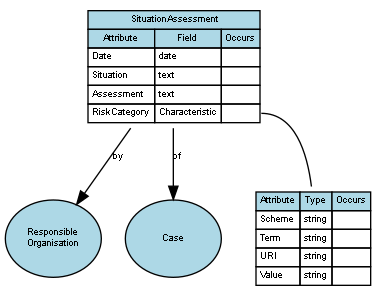 SituationAssessment
Attribute Field Occurs
Date date
Situation text
Assessment text
RiskCategory Characteristic
by of
Responsible
Organisation
Case
Attribute Type Occurs
Scheme string
Term string
URI string
Value string